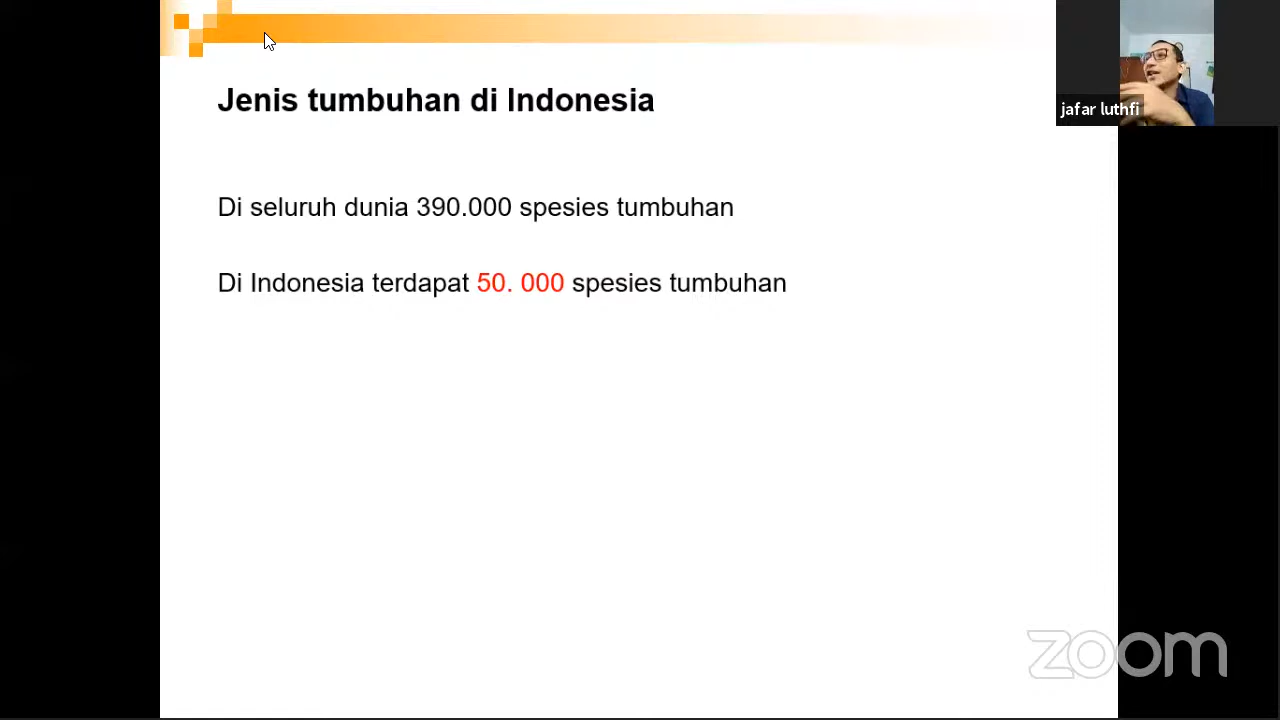 Jenis tumbuhan di Indonesia
jafar luthfi
Di seluruh dunia 390.000 spesies tumbuhan
Di Indonesia terdapat 50. 000 spesies tumbuhan
zoom